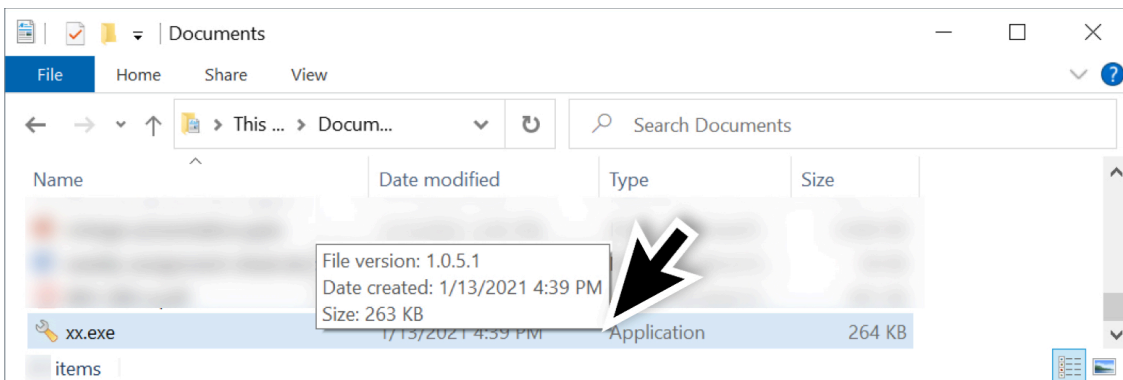 Documents
File Home Share View
This ... Docum... Search Documents
Name Date modified Type Size
File version: 1.0.5.1
Date created: 1/13/2021 4:39 PM
Size: 263 KB
xx.exe 1/13/2021 4:39 PM Application 264 KB
items